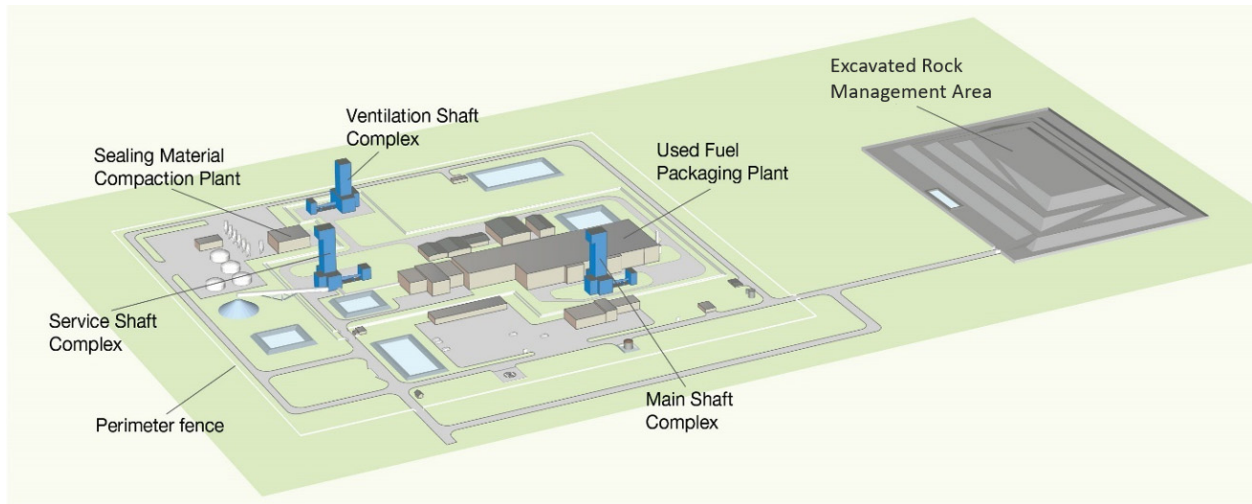 Excavated Rock
Management Area
Ventilation Shaft
Complex
Sealing Material
Compaction Plant
Used Fuel
Packaging Plant
Service Shaft
Complex
Perimeter fence
Main Shaft
Complex